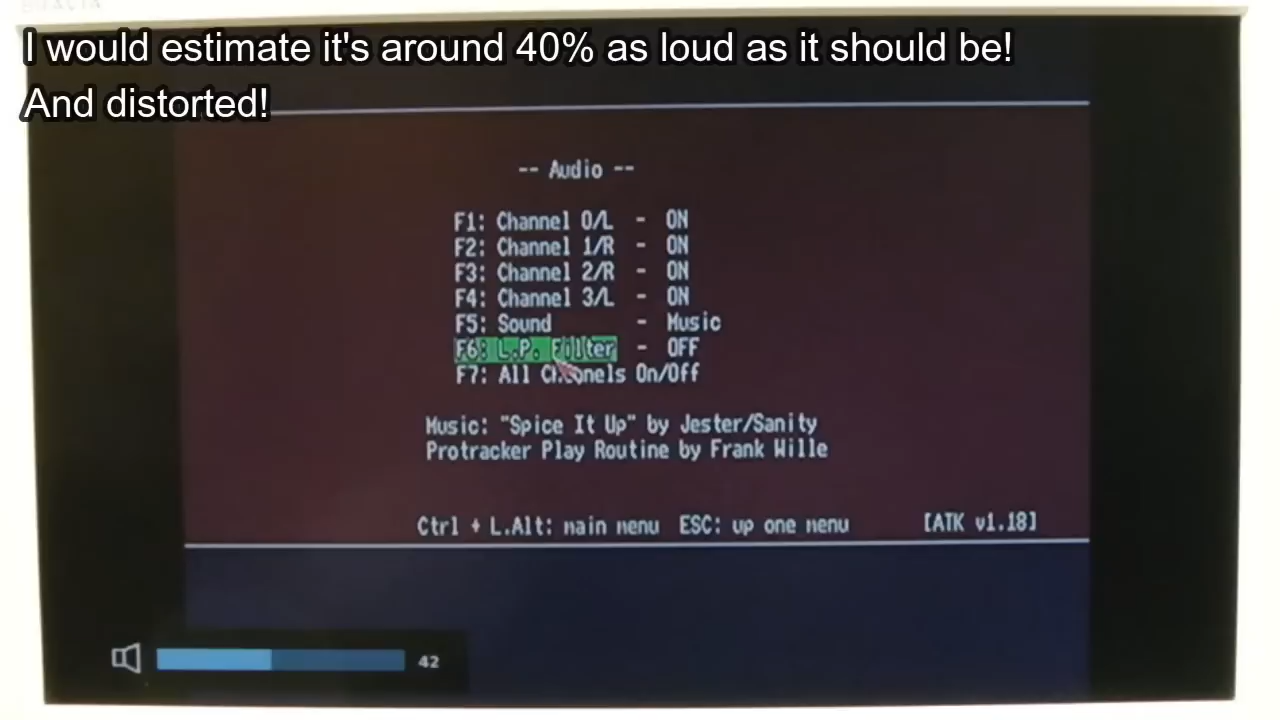 I would estimate it's around 40% as loud as it should be!
And distorted!
-- Audio --
F1: Channel 0/L - ON
F2: Channel 1/R - ON
F3: Channel 2/R - ON
F4: Channel 3/L - ON
F5: Sound - Music
F6: L.P. Filter - OFF
F7: All Channels On/Off
Music: "Spice It Up" by Jester/Sanity
Protracker Play Routine by Frank Wille
Ctrl + L.Alt: main menu ESC: up one menu [ATK v1.18]
42